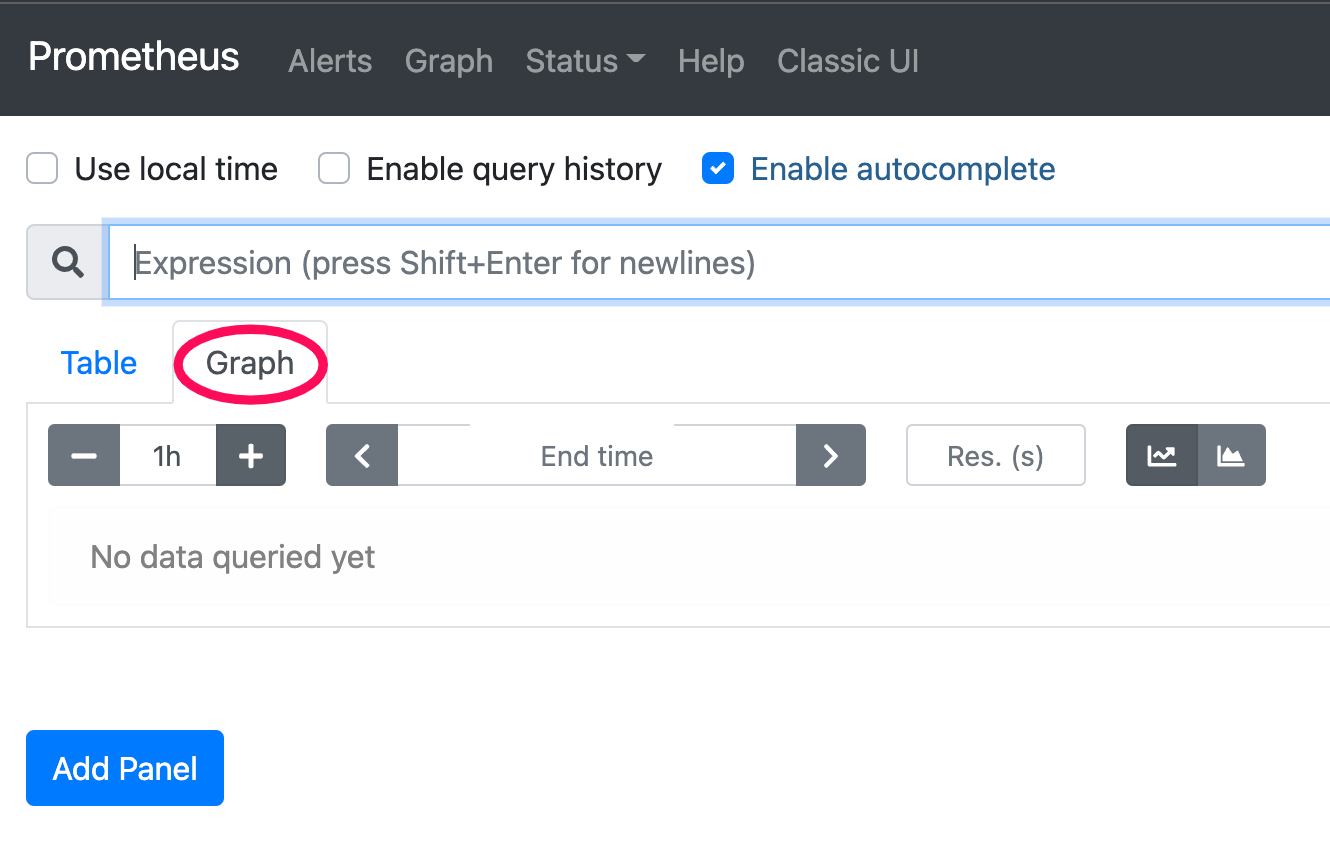 Prometheus Alerts Graph Status Help Classic UI
Use local time Enable query history Enable autocomplete
Expression (press Shift+Enter for newlines)
Table Graph
1h End time Res. (s)
No data queried yet
Add Panel